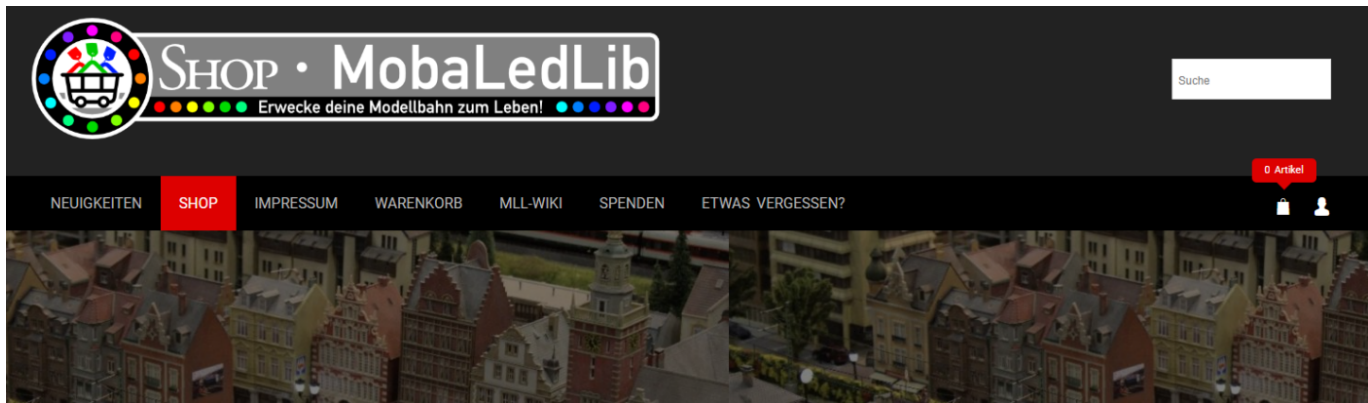 SHOP · MobaLedLib
Erwecke deine Modellbahn zum Leben!
Suche
0 Artikel
NEUIGKEITEN SHOP IMPRESSUM WARENKORB MLL-WIKI SPENDEN ETWAS VERGESSEN?